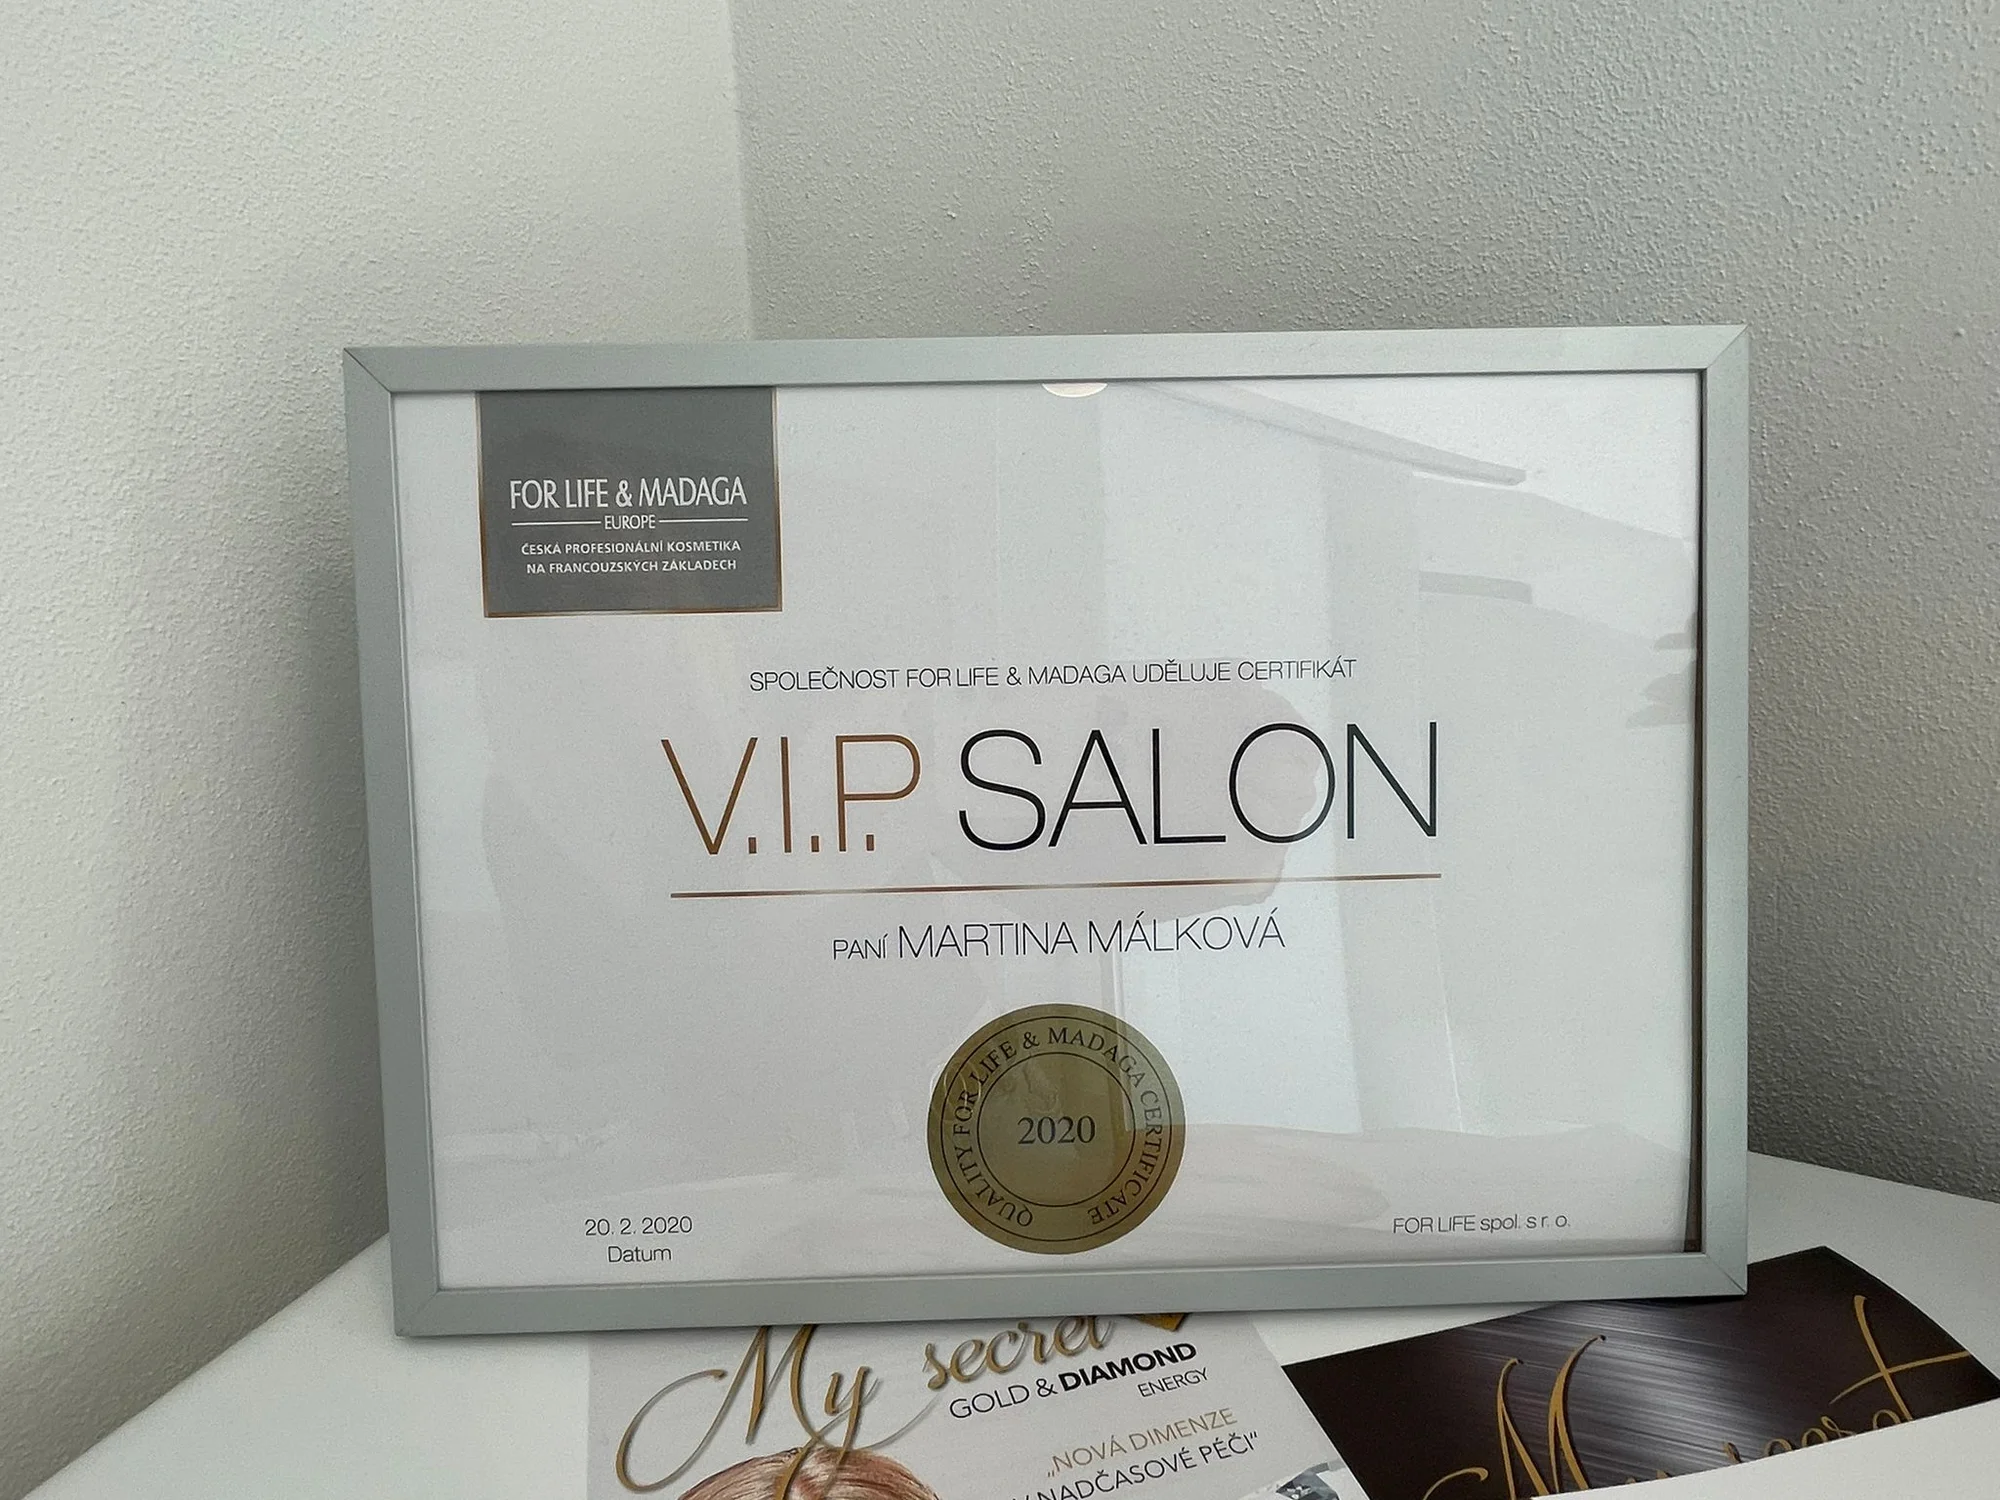 FOR LIFE & MADAGA
EUROPE
ČESKÁ PROFESIONÁLNÍ KOSMETIKA
NA FRANCOUZSKÝCH ZÁKLADECH
SPOLEČNOST FOR LIFE & MADAGA UDĚLUJE CERTIFIKÁT
V.I.P. SALON
PANÍ MARTINA MÁLKOVÁ
QUALITY FOR LIFE & MADAGA CERTIFICATE
2020
20. 2. 2020
Datum
FOR LIFE spol. s r. o.
My secret
GOLD & DIAMOND
ENERGY
„NOVÁ DIMENZE
NADČASOVÉ PÉČI“
My secret